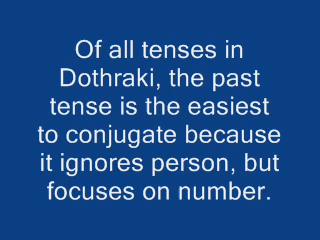 Of all tenses in
Dothraki, the past
tense is the easiest
to conjugate because
it ignores person, but
focuses on number.